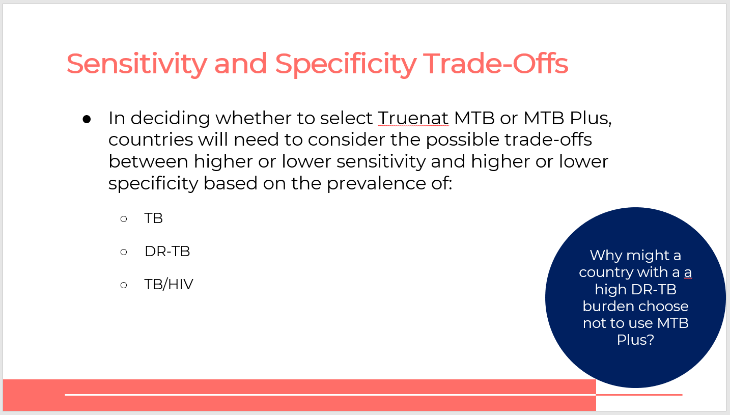 Sensitivity and Specificity Trade-Offs
● In deciding whether to select Truenat MTB or MTB Plus,
countries will need to consider the possible trade-offs
between higher or lower sensitivity and higher or lower
specificity based on the prevalence of:
○ TB
○ DR-TB
○ TB/HIV
Why might a
country with a a
high DR-TB
burden choose
not to use MTB
Plus?